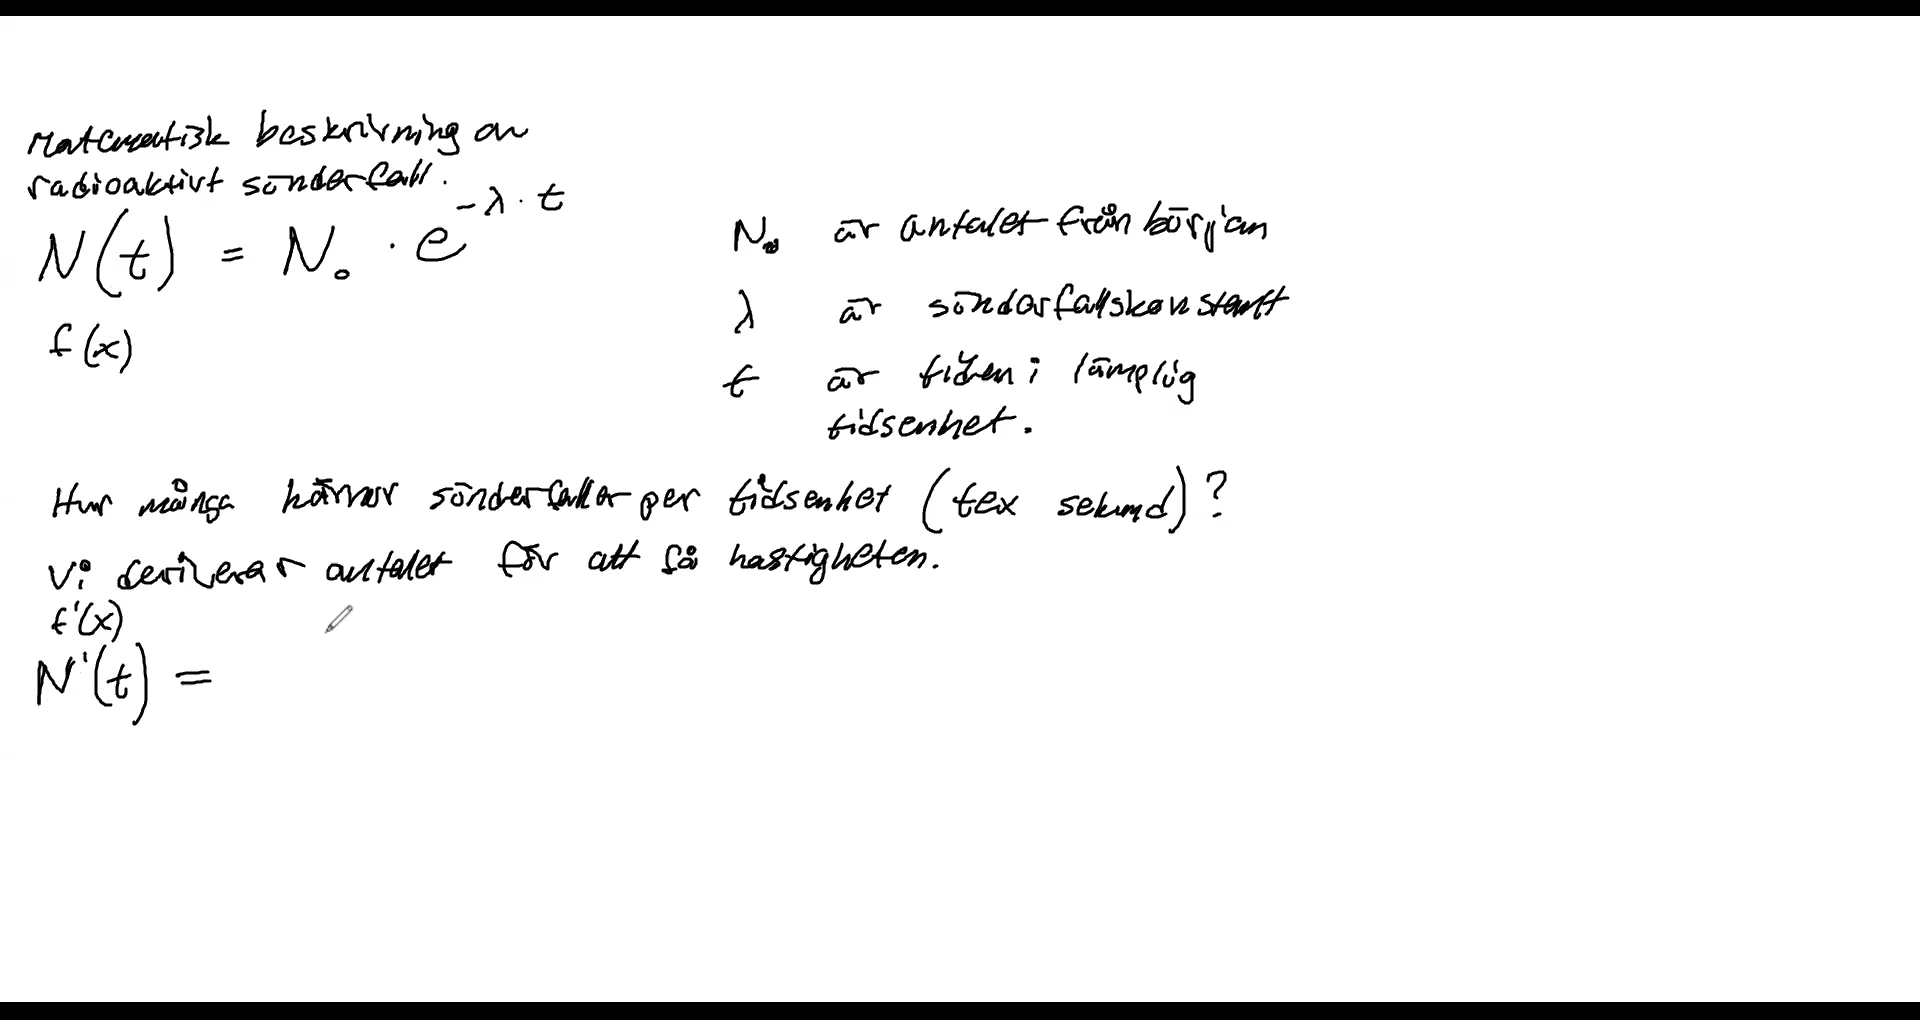 Matematisk beskrivning av
radioaktivt sönderfall.
N(t) = N₀ · e^(-λ · t)
f(x)
N₀ är antalet från början
λ är sönderfallskonstant
t är tiden i lämplig
tidsenhet.
Hur många kärnor sönderfaller per tidsenhet (tex sekund)?
Vi deriverar antalet för att få hastigheten.
f'(x)
N'(t) =